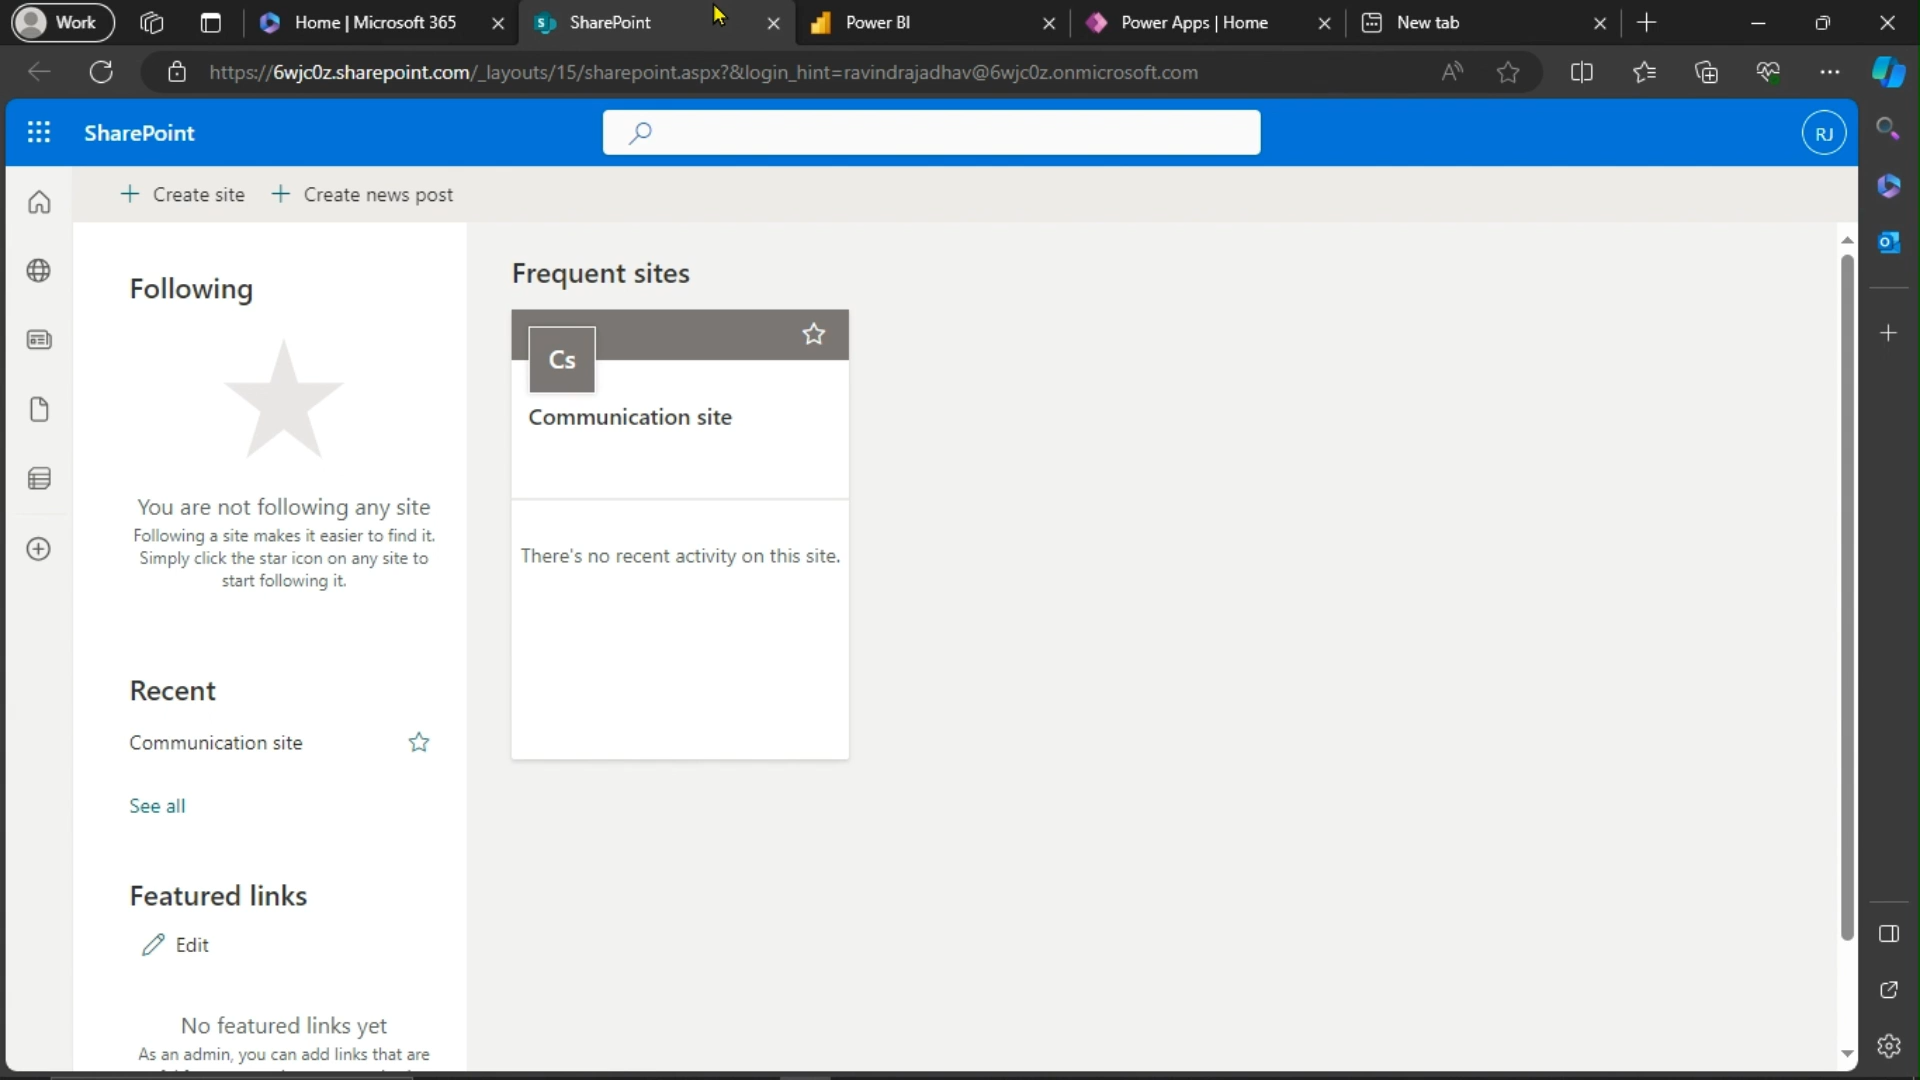 Work
Home | Microsoft 365
SharePoint
Power BI
Power Apps | Home
New tab
https://6wjc0z.sharepoint.com/_layouts/15/sharepoint.aspx?&login_hint=ravindrajadhav@6wjc0z.onmicrosoft.com
SharePoint
RJ
+ Create site
+ Create news post
Following
You are not following any site
Following a site makes it easier to find it.
Simply click the star icon on any site to
start following it.
Recent
Communication site
See all
Featured links
Edit
No featured links yet
As an admin, you can add links that are
Frequent sites
Cs
Communication site
There's no recent activity on this site.